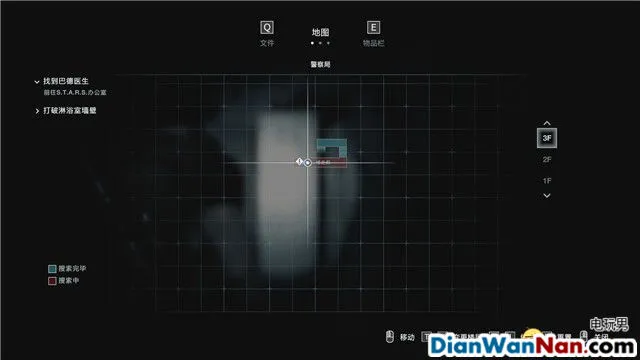 Q
E
文件
地图
物品栏
警察局
找到巴德医生
前往S.T.A.R.S.办公室
打破淋浴室墙壁
3F
2F
1F
搜索完毕
搜索中
移动
关闭
电玩男
DianWanNan.com